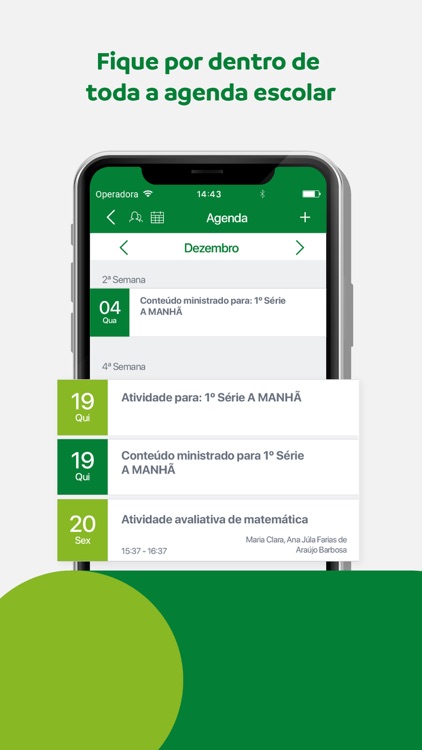 Fique por dentro de
toda a agenda escolar
Operadora 14:43
Agenda +
Dezembro
2ª Semana
04
Qua
Conteúdo ministrado para: 1º Série
A MANHÃ
4ª Semana
19
Qui
Atividade para: 1º Série A MANHÃ
19
Qui
Conteúdo ministrado para 1º Série
A MANHÃ
20
Sex
Atividade avaliativa de matemática
15:37 - 16:37
Maria Clara, Ana Júla Farias de
Araújo Barbosa